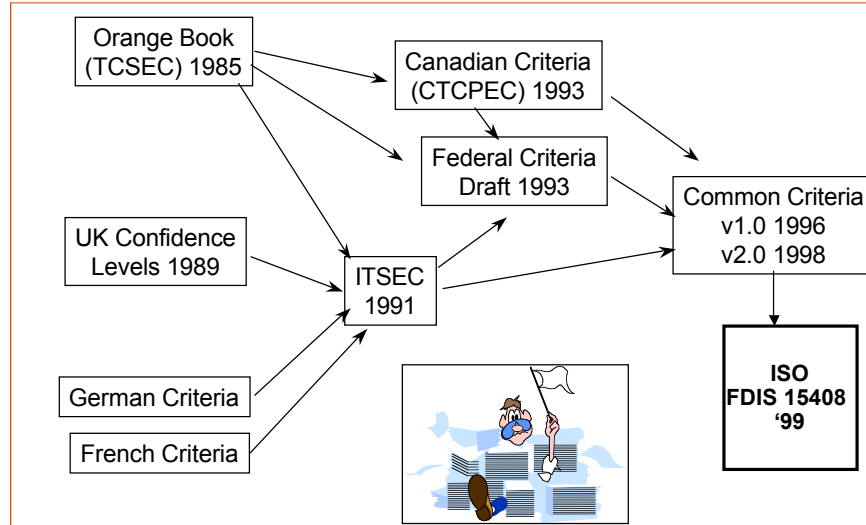 Orange Book
(TCSEC) 1985
Canadian Criteria
(CTCPEC) 1993
Federal Criteria
Draft 1993
Common Criteria
v1.0 1996
v2.0 1998
UK Confidence
Levels 1989
ITSEC
1991
German Criteria
French Criteria
ISO
FDIS 15408
‘99